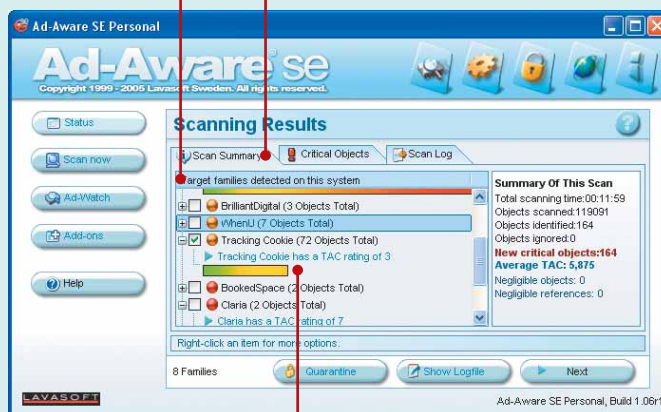 Ad-Aware SE Personal
Ad-Aware se
Copyright 1999 - 2005 Lavasoft Sweden. All rights reserved.
Status
Scan now
Ad-Watch
Add-ons
Help
LAVASOFT
Scanning Results
Scan Summary
Critical Objects
Scan Log
Target families detected on this system
BrilliantDigital (3 Objects Total)
WhenU (7 Objects Total)
Tracking Cookie (72 Objects Total)
Tracking Cookie has a TAC rating of 3
BookedSpace (2 Objects Total)
Claria (2 Objects Total)
Claria has a TAC rating of 7
Summary Of This Scan
Total scanning time:00:11:59
Objects scanned:119091
Objects identified:164
Objects ignored:0
New critical objects:164
Average TAC: 5,875
Negligible objects: 0
Negligible references: 0
Right-click an item for more options.
8 Families
Quarantine
Show Logfile
Next
Ad-Aware SE Personal, Build 1.06r1